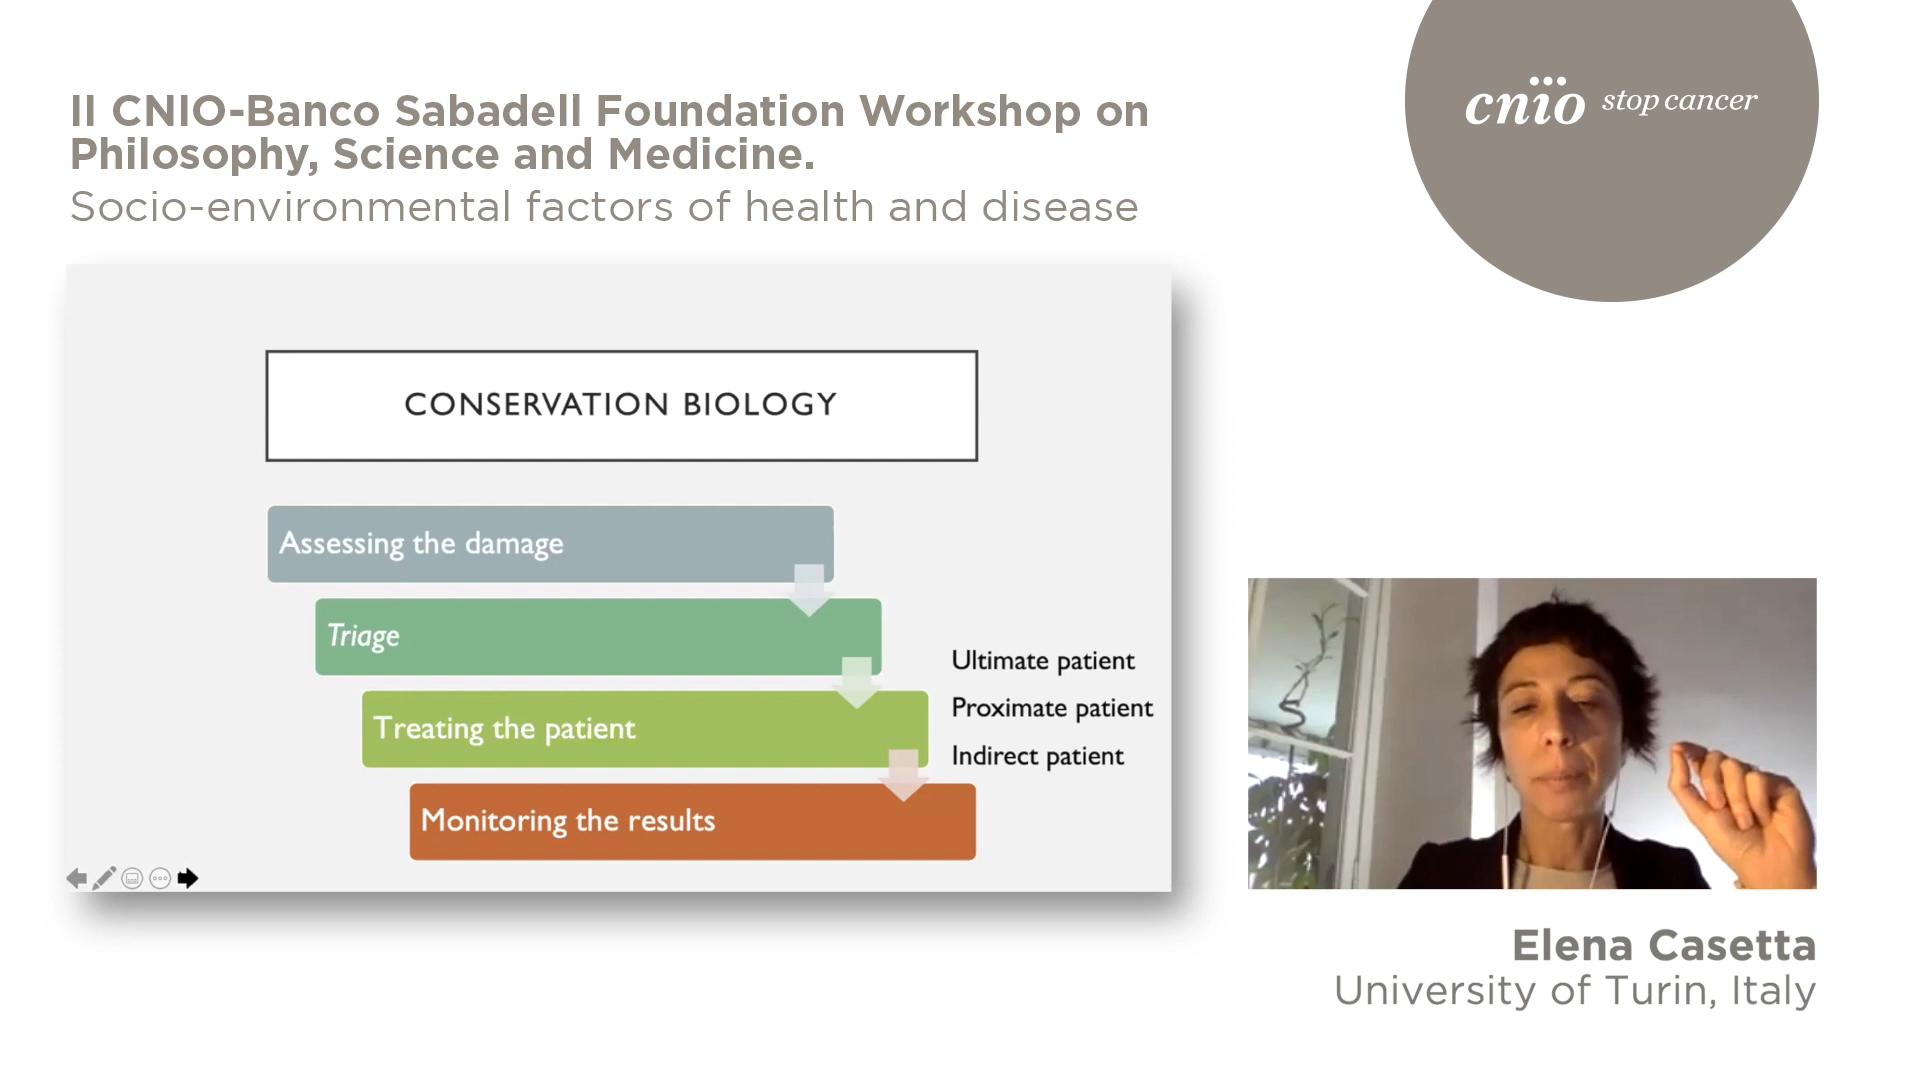 II CNIO-Banco Sabadell Foundation Workshop on
Philosophy, Science and Medicine.
Socio-environmental factors of health and disease
cnio stop cancer
CONSERVATION BIOLOGY
Assessing the damage
Triage
Treating the patient
Monitoring the results
Ultimate patient
Proximate patient
Indirect patient
Elena Casetta
University of Turin, Italy